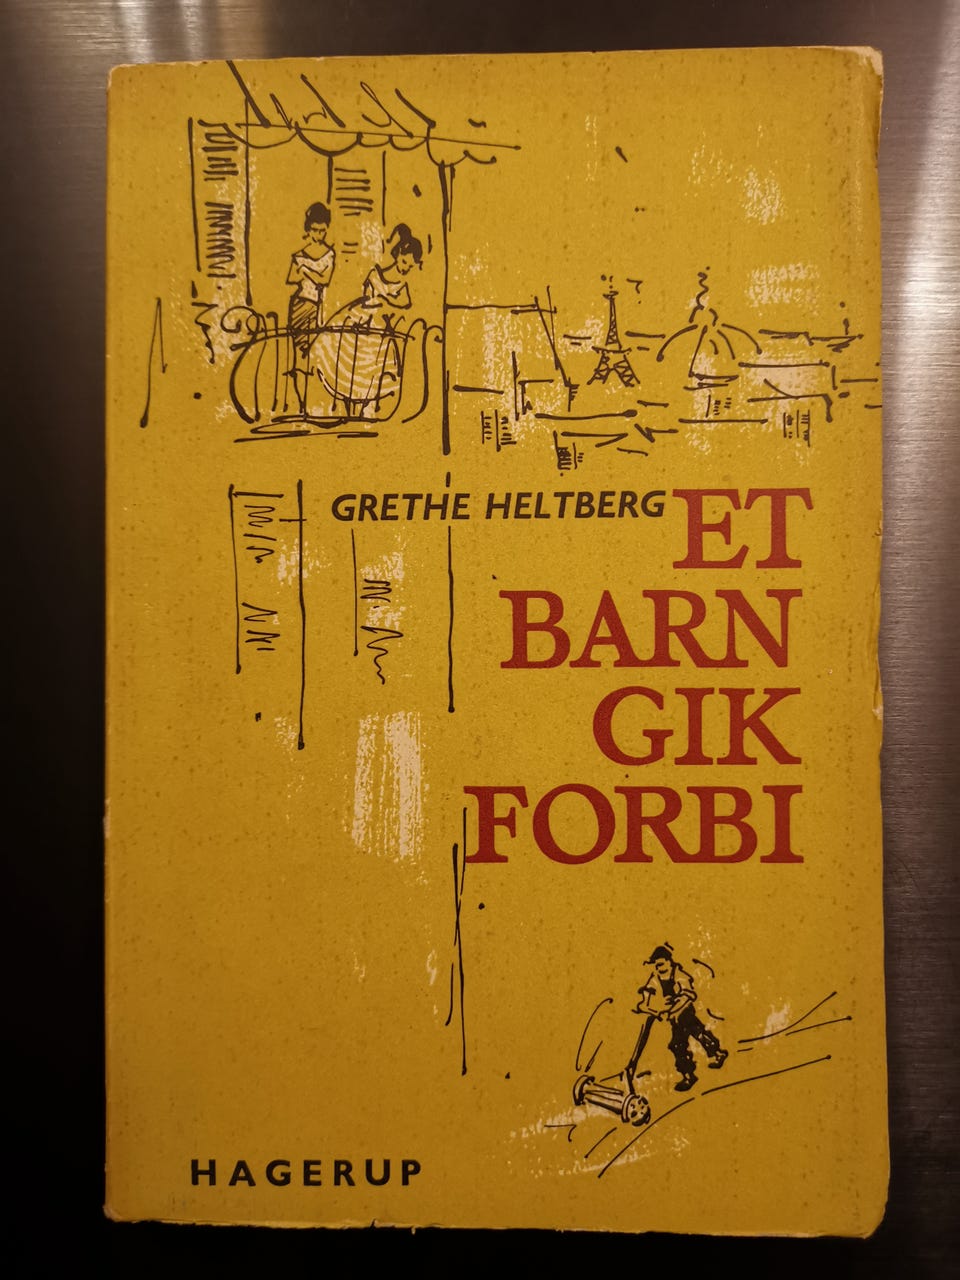 GRETHE HELTBERG ET
BARN
GIK
FORBI
HAGERUP